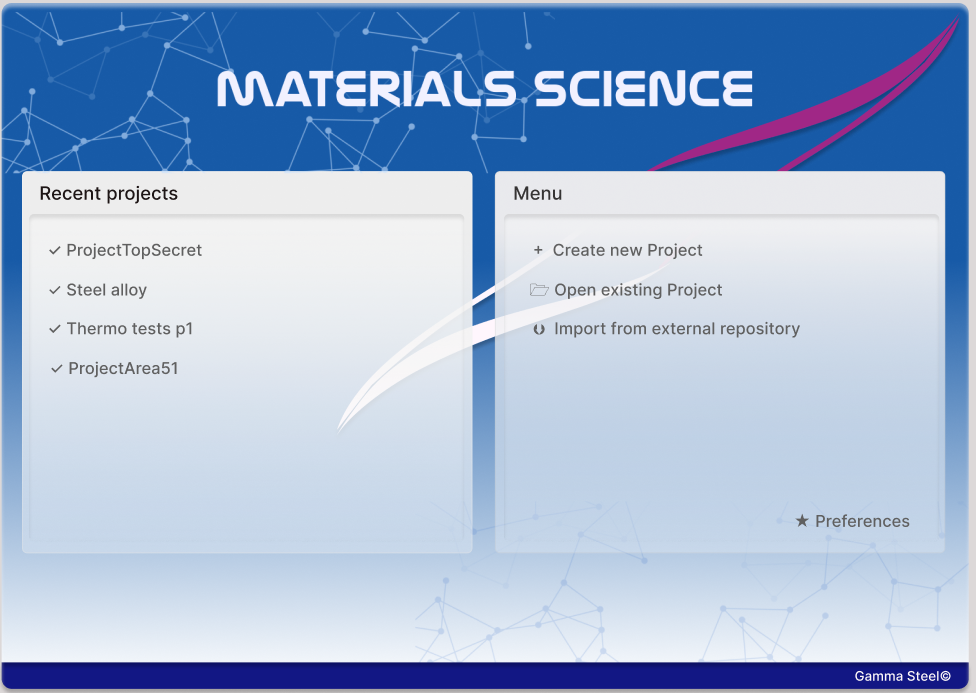 MATERIALS SCIENCE
Recent projects
ProjectTopSecret
Steel alloy
Thermo tests p1
ProjectArea51
Menu
+ Create new Project
Open existing Project
Import from external repository
★ Preferences
Gamma Steel©